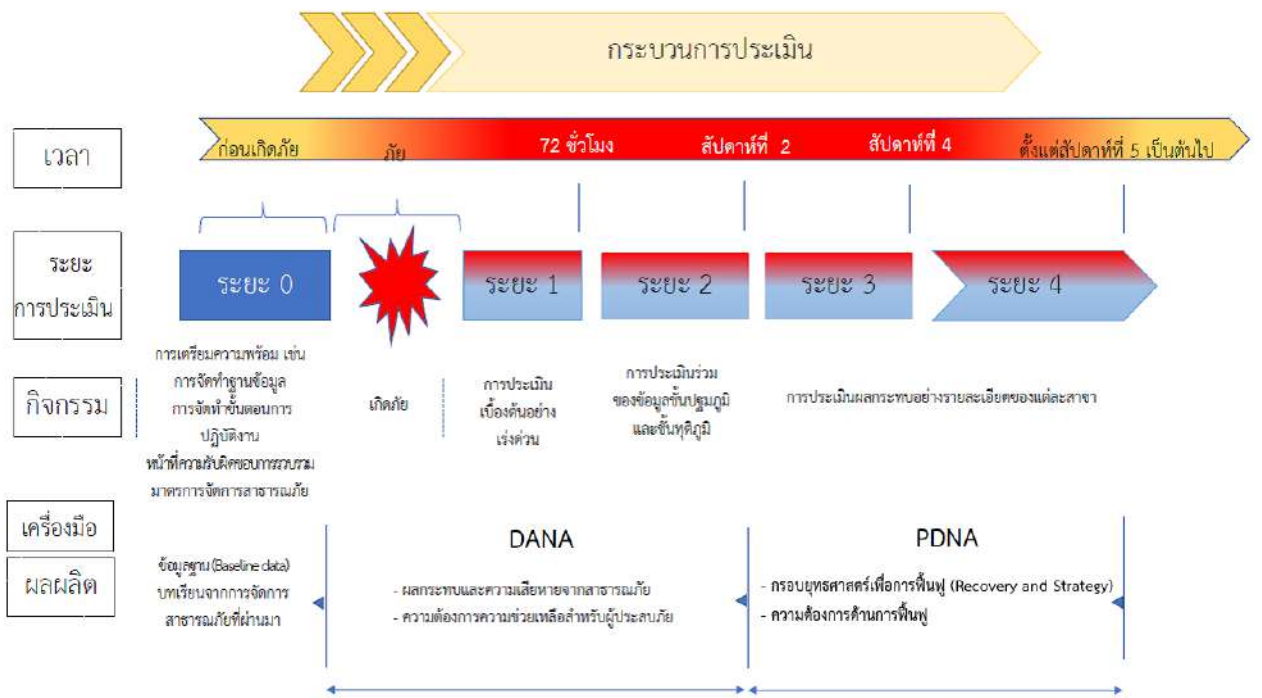 กระบวนการประเมิน
เวลา
ก่อนเกิดภัย
ภัย
72 ชั่วโมง
สัปดาห์ที่ 2
สัปดาห์ที่ 4
ตั้งแต่สัปดาห์ที่ 5 เป็นต้นไป
ระยะ
การประเมิน
ระยะ 0
ระยะ 1
ระยะ 2
ระยะ 3
ระยะ 4
กิจกรรม
การเตรียมความพร้อม เช่น
การจัดทำฐานข้อมูล
การจัดทำขั้นตอนการ
ปฏิบัติงาน
หน้าที่ความรับผิดชอบการรวบรวม
มาตรการจัดการสาธารณภัย
เกิดภัย
การประเมิน
เบื้องต้นอย่าง
เร่งด่วน
การประเมินร่วม
ของข้อมูลขั้นปฐมภูมิ
และขั้นทุติภูมิ
การประเมินผลกระทบอย่างรายละเอียดของแต่ละสาขา
เครื่องมือ
DANA
PDNA
ผลผลิต
ข้อมูลฐาน (Baseline data)
บทเรียนจากการจัดการ
สาธารณภัยที่ผ่านมา
- ผลกระทบและความเสียหายจากสาธารณภัย
- ความต้องการความช่วยเหลือสำหรับผู้ประสบภัย
- กรอบยุทธศาสตร์เพื่อการฟื้นฟู (Recovery and Strategy)
- ความต้องการด้านการฟื้นฟู